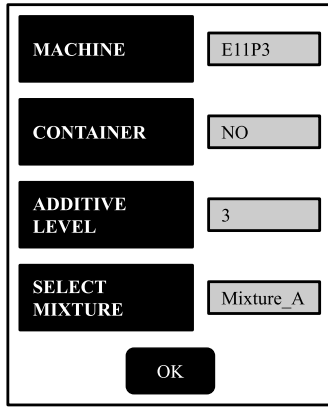 MACHINE
E11P3
CONTAINER
NO
ADDITIVE
LEVEL
3
SELECT
MIXTURE
Mixture_A
OK